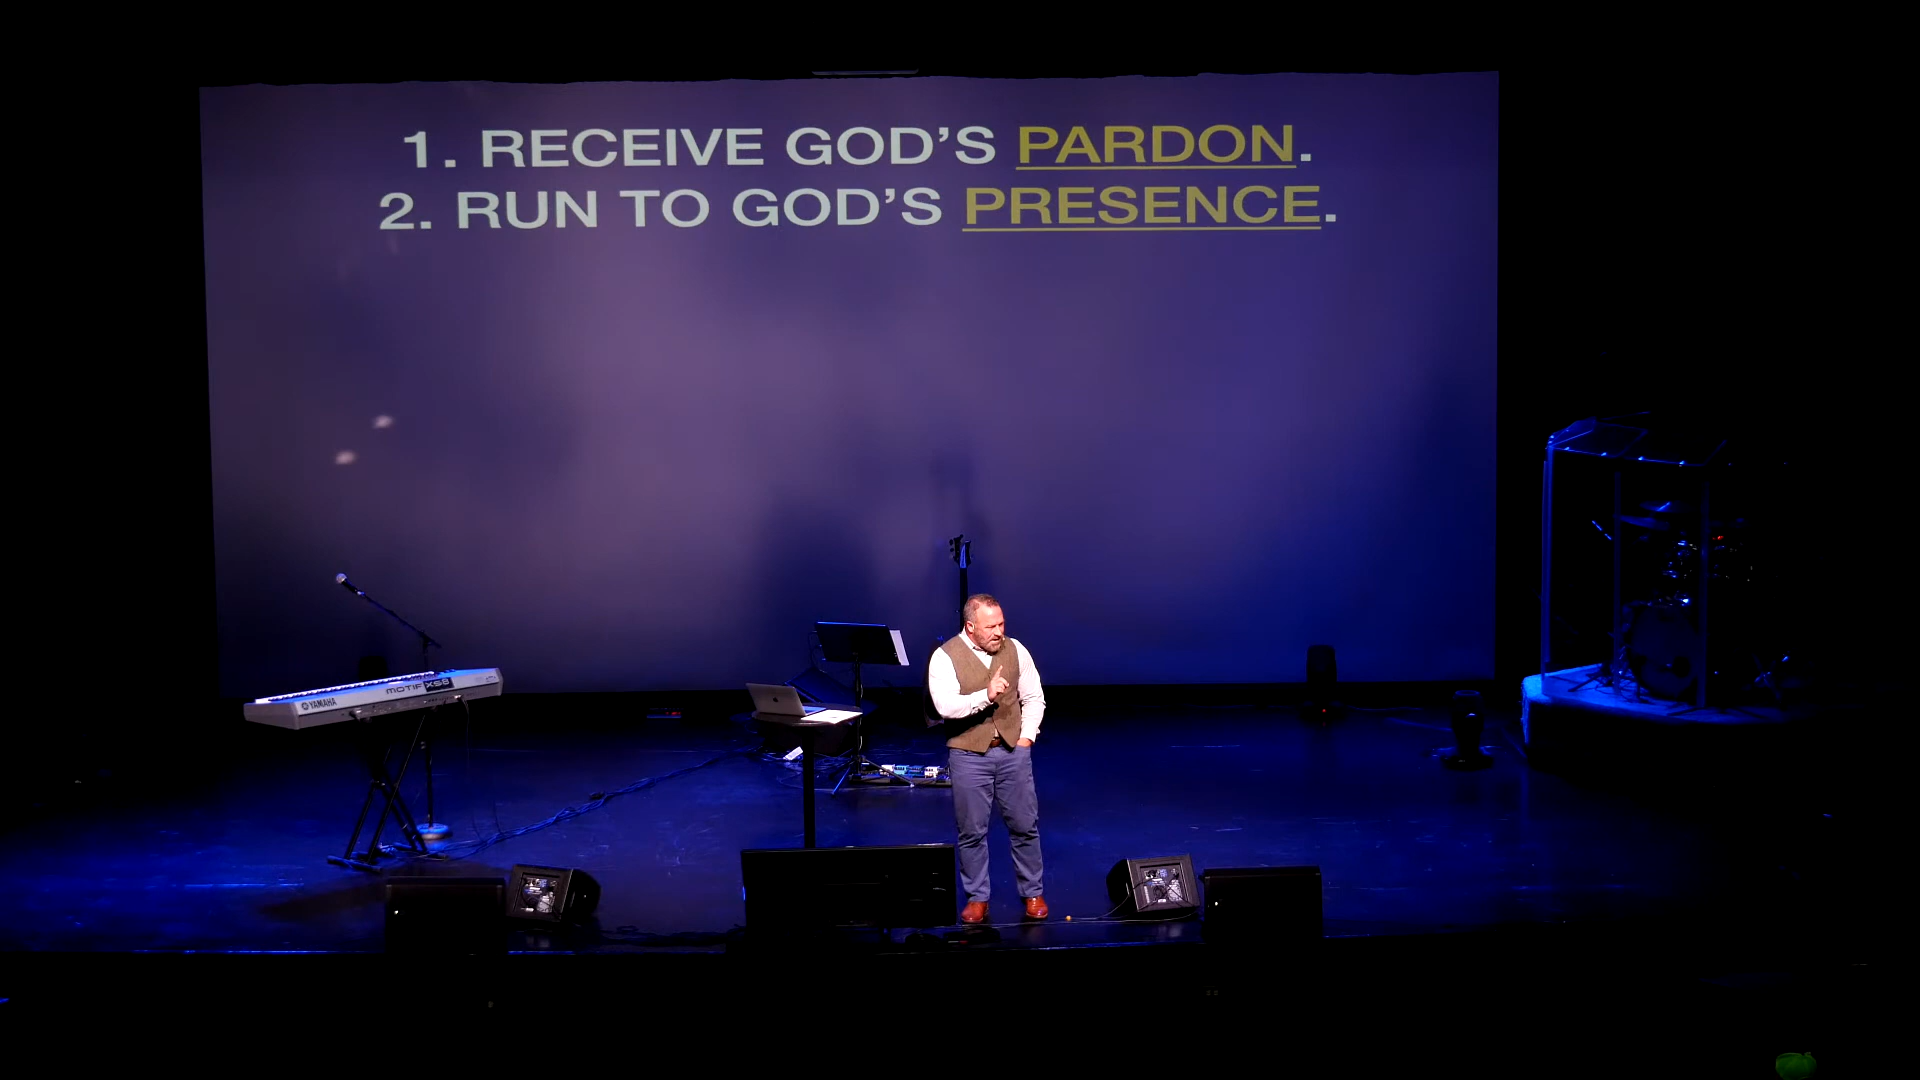 1. RECEIVE GOD'S PARDON.
2. RUN TO GOD'S PRESENCE.
YAMAHA
MOTIF XS8